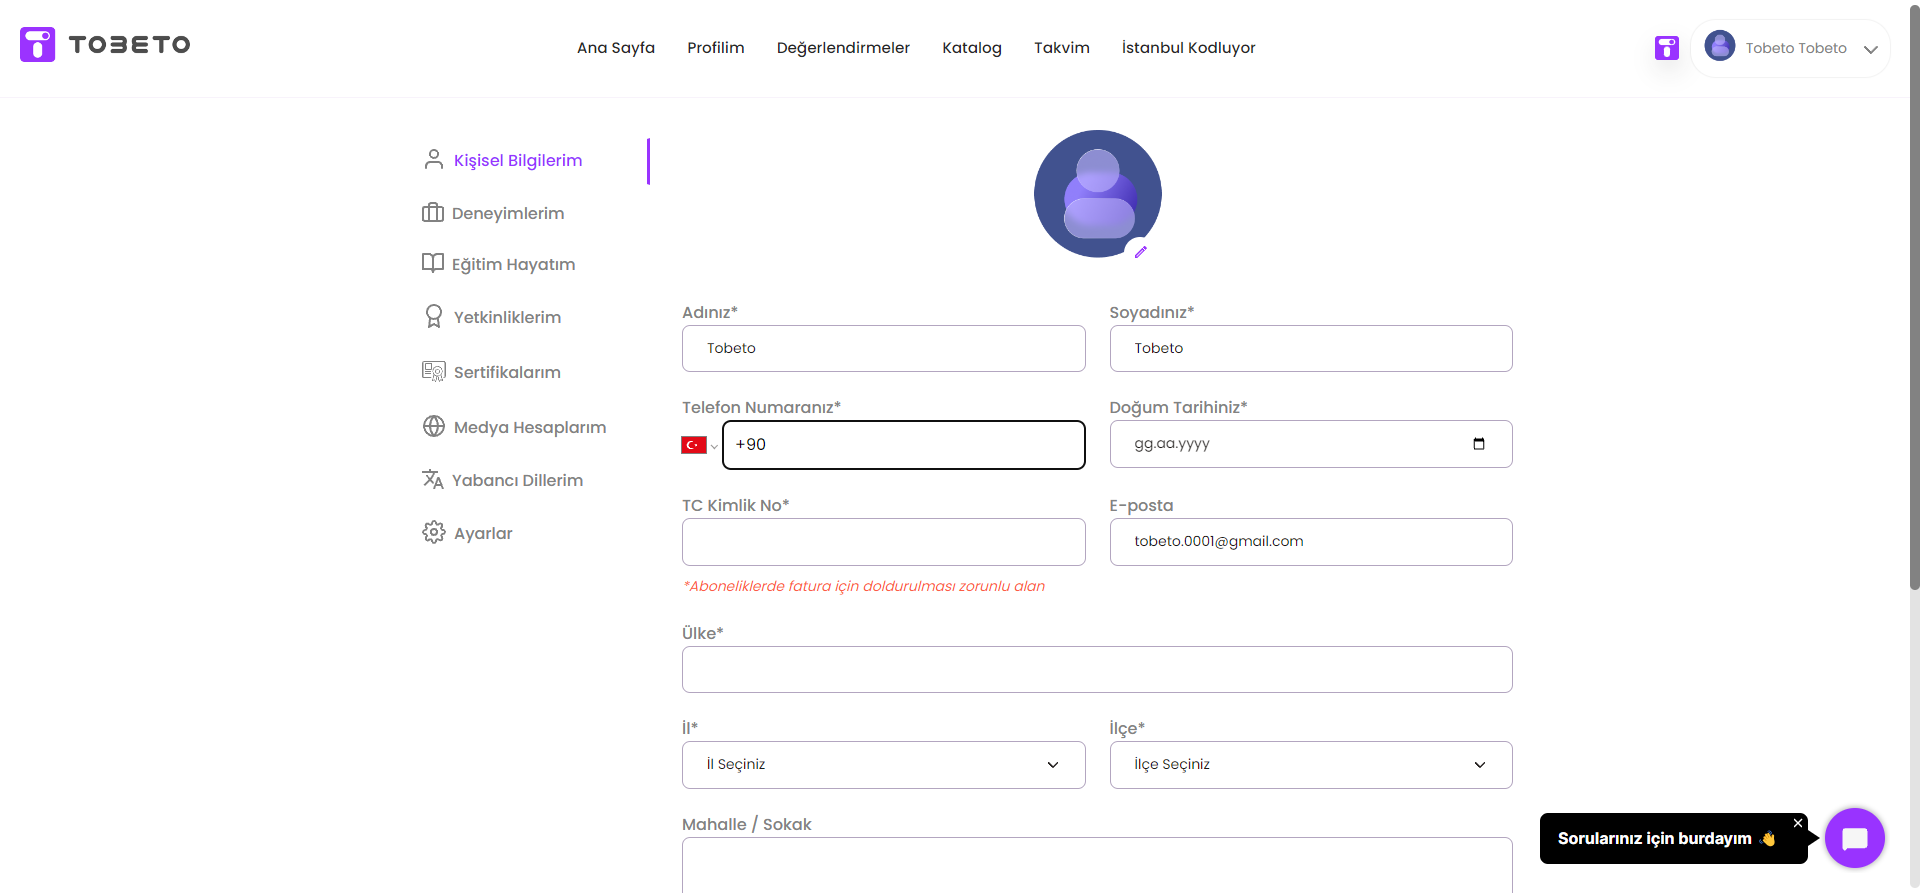 TOBETO
Ana Sayfa Profilim Değerlendirmeler Katalog Takvim İstanbul Kodluyor
Tobeto Tobeto
Kişisel Bilgilerim
Deneyimlerim
Eğitim Hayatım
Yetkinliklerim
Sertifikalarım
Medya Hesaplarım
Yabancı Dillerim
Ayarlar
Adınız* Soyadınız*
Tobeto Tobeto
Telefon Numaranız* Doğum Tarihiniz*
+90 gg.aa.yyyy
TC Kimlik No* E-posta
tobeto.0001@gmail.com
*Aboneliklerde fatura için doldurulması zorunlu alan
Ülke*
İl* İlçe*
İl Seçiniz İlçe Seçiniz
Mahalle / Sokak
Sorularınız için burdayım 👋